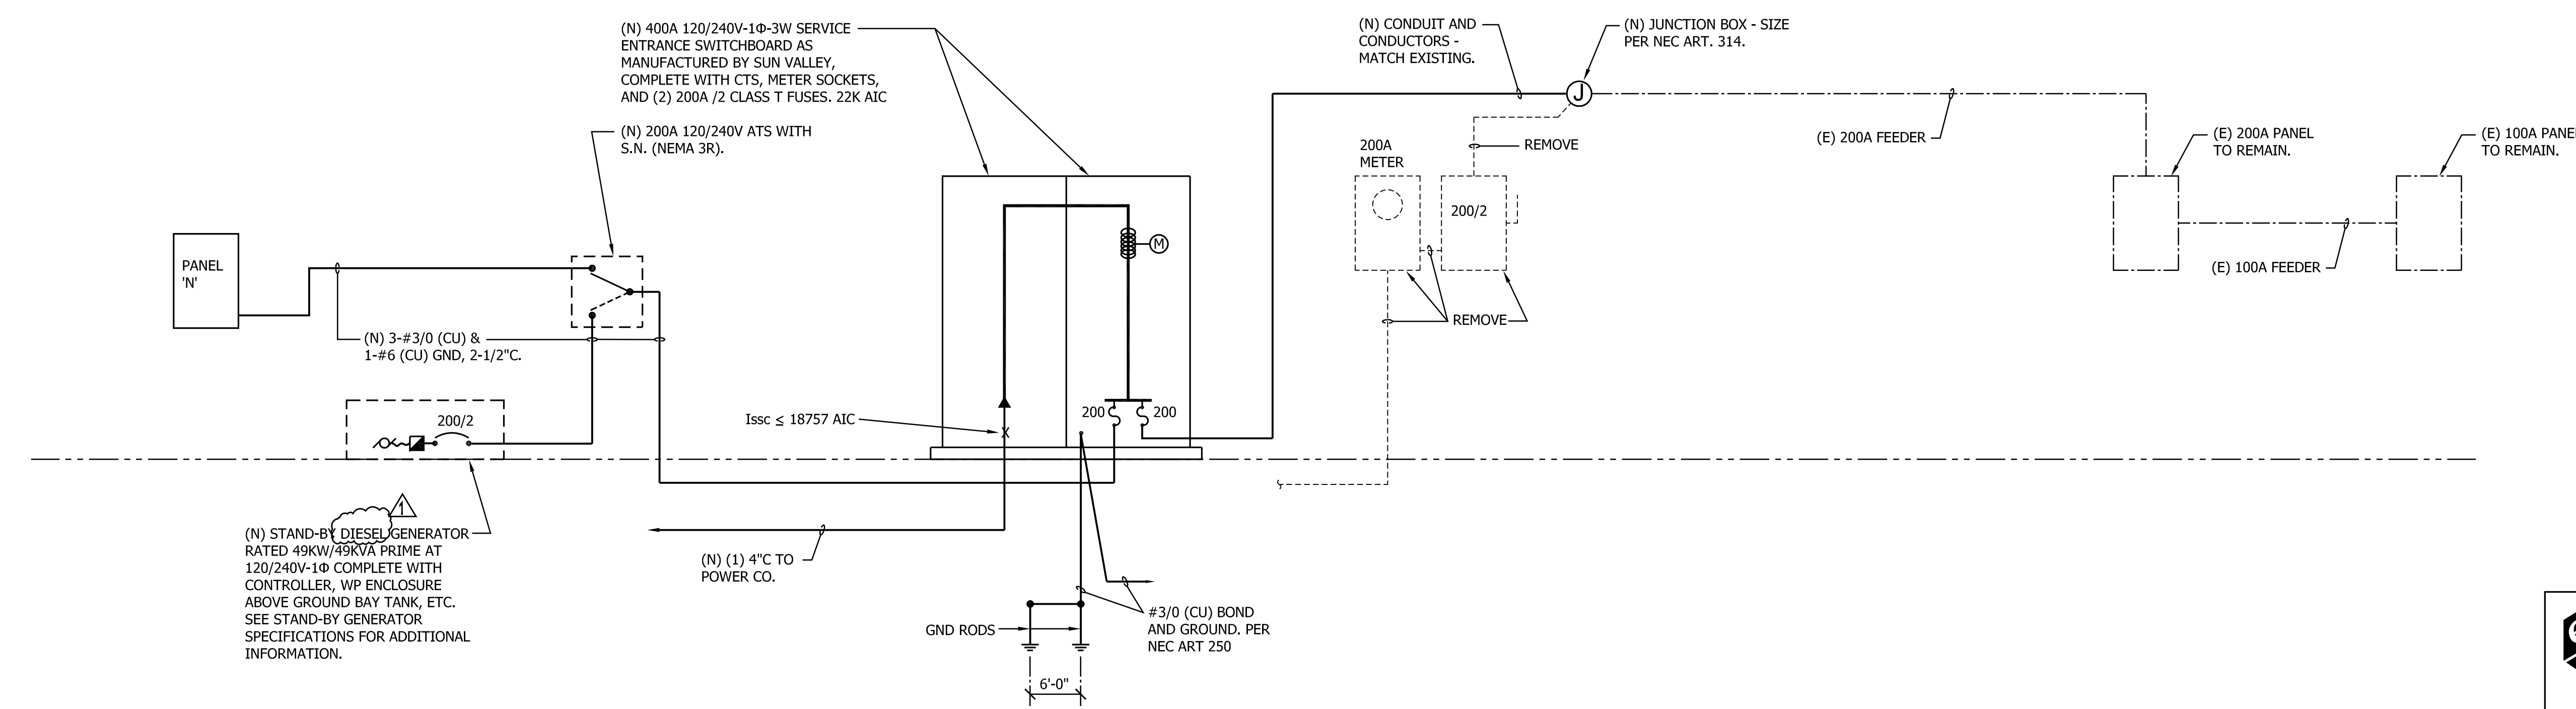 (N) 400A 120/240V-1Φ-3W SERVICE
ENTRANCE SWITCHBOARD AS
MANUFACTURED BY SUN VALLEY,
COMPLETE WITH CTS, METER SOCKETS,
AND (2) 200A /2 CLASS T FUSES. 22K AIC
(N) 200A 120/240V ATS WITH
S.N. (NEMA 3R).
(N) CONDUIT AND
CONDUCTORS -
MATCH EXISTING.
(N) JUNCTION BOX - SIZE
PER NEC ART. 314.
J
(E) 200A FEEDER
(E) 200A PANEL
TO REMAIN.
(E) 100A PANE
TO REMAIN.
200A
METER
REMOVE
200/2
M
(E) 100A FEEDER
REMOVE
PANEL
'N'
(N) 3-#3/0 (CU) &
1-#6 (CU) GND, 2-1/2"C.
200/2
Issc ≤ 18757 AIC
X
200
200
1
(N) STAND-BY DIESEL GENERATOR
RATED 49KW/49KVA PRIME AT
120/240V-1Φ COMPLETE WITH
CONTROLLER, WP ENCLOSURE
ABOVE GROUND BAY TANK, ETC.
SEE STAND-BY GENERATOR
SPECIFICATIONS FOR ADDITIONAL
INFORMATION.
(N) (1) 4"C TO
POWER CO.
GND RODS
#3/0 (CU) BOND
AND GROUND. PER
NEC ART 250
6'-0"